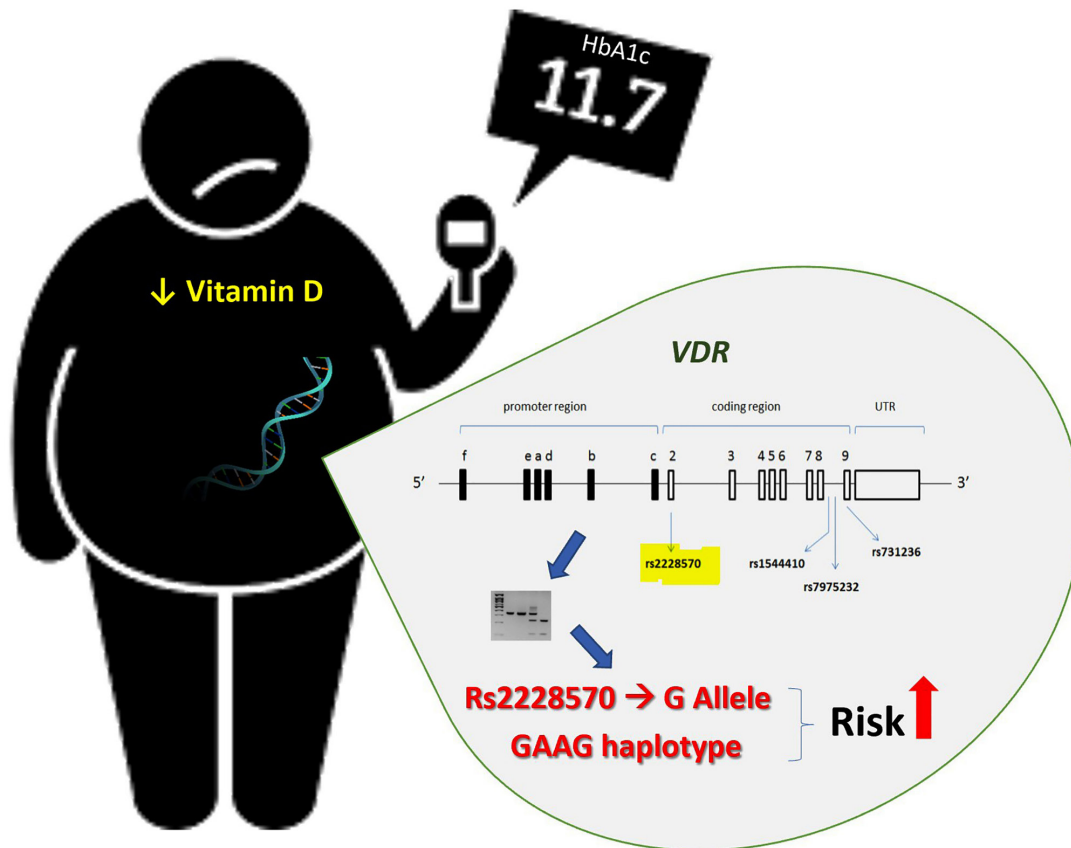 HbA1c
11.7
↓ Vitamin D
VDR
promoter region
coding region
UTR
f e a d b c 2 3 4 5 6 7 8 9
5' 3'
rs2228570
rs1544410
rs7975232
rs731236
Rs2228570 → G Allele
GAAG haplotype
Risk